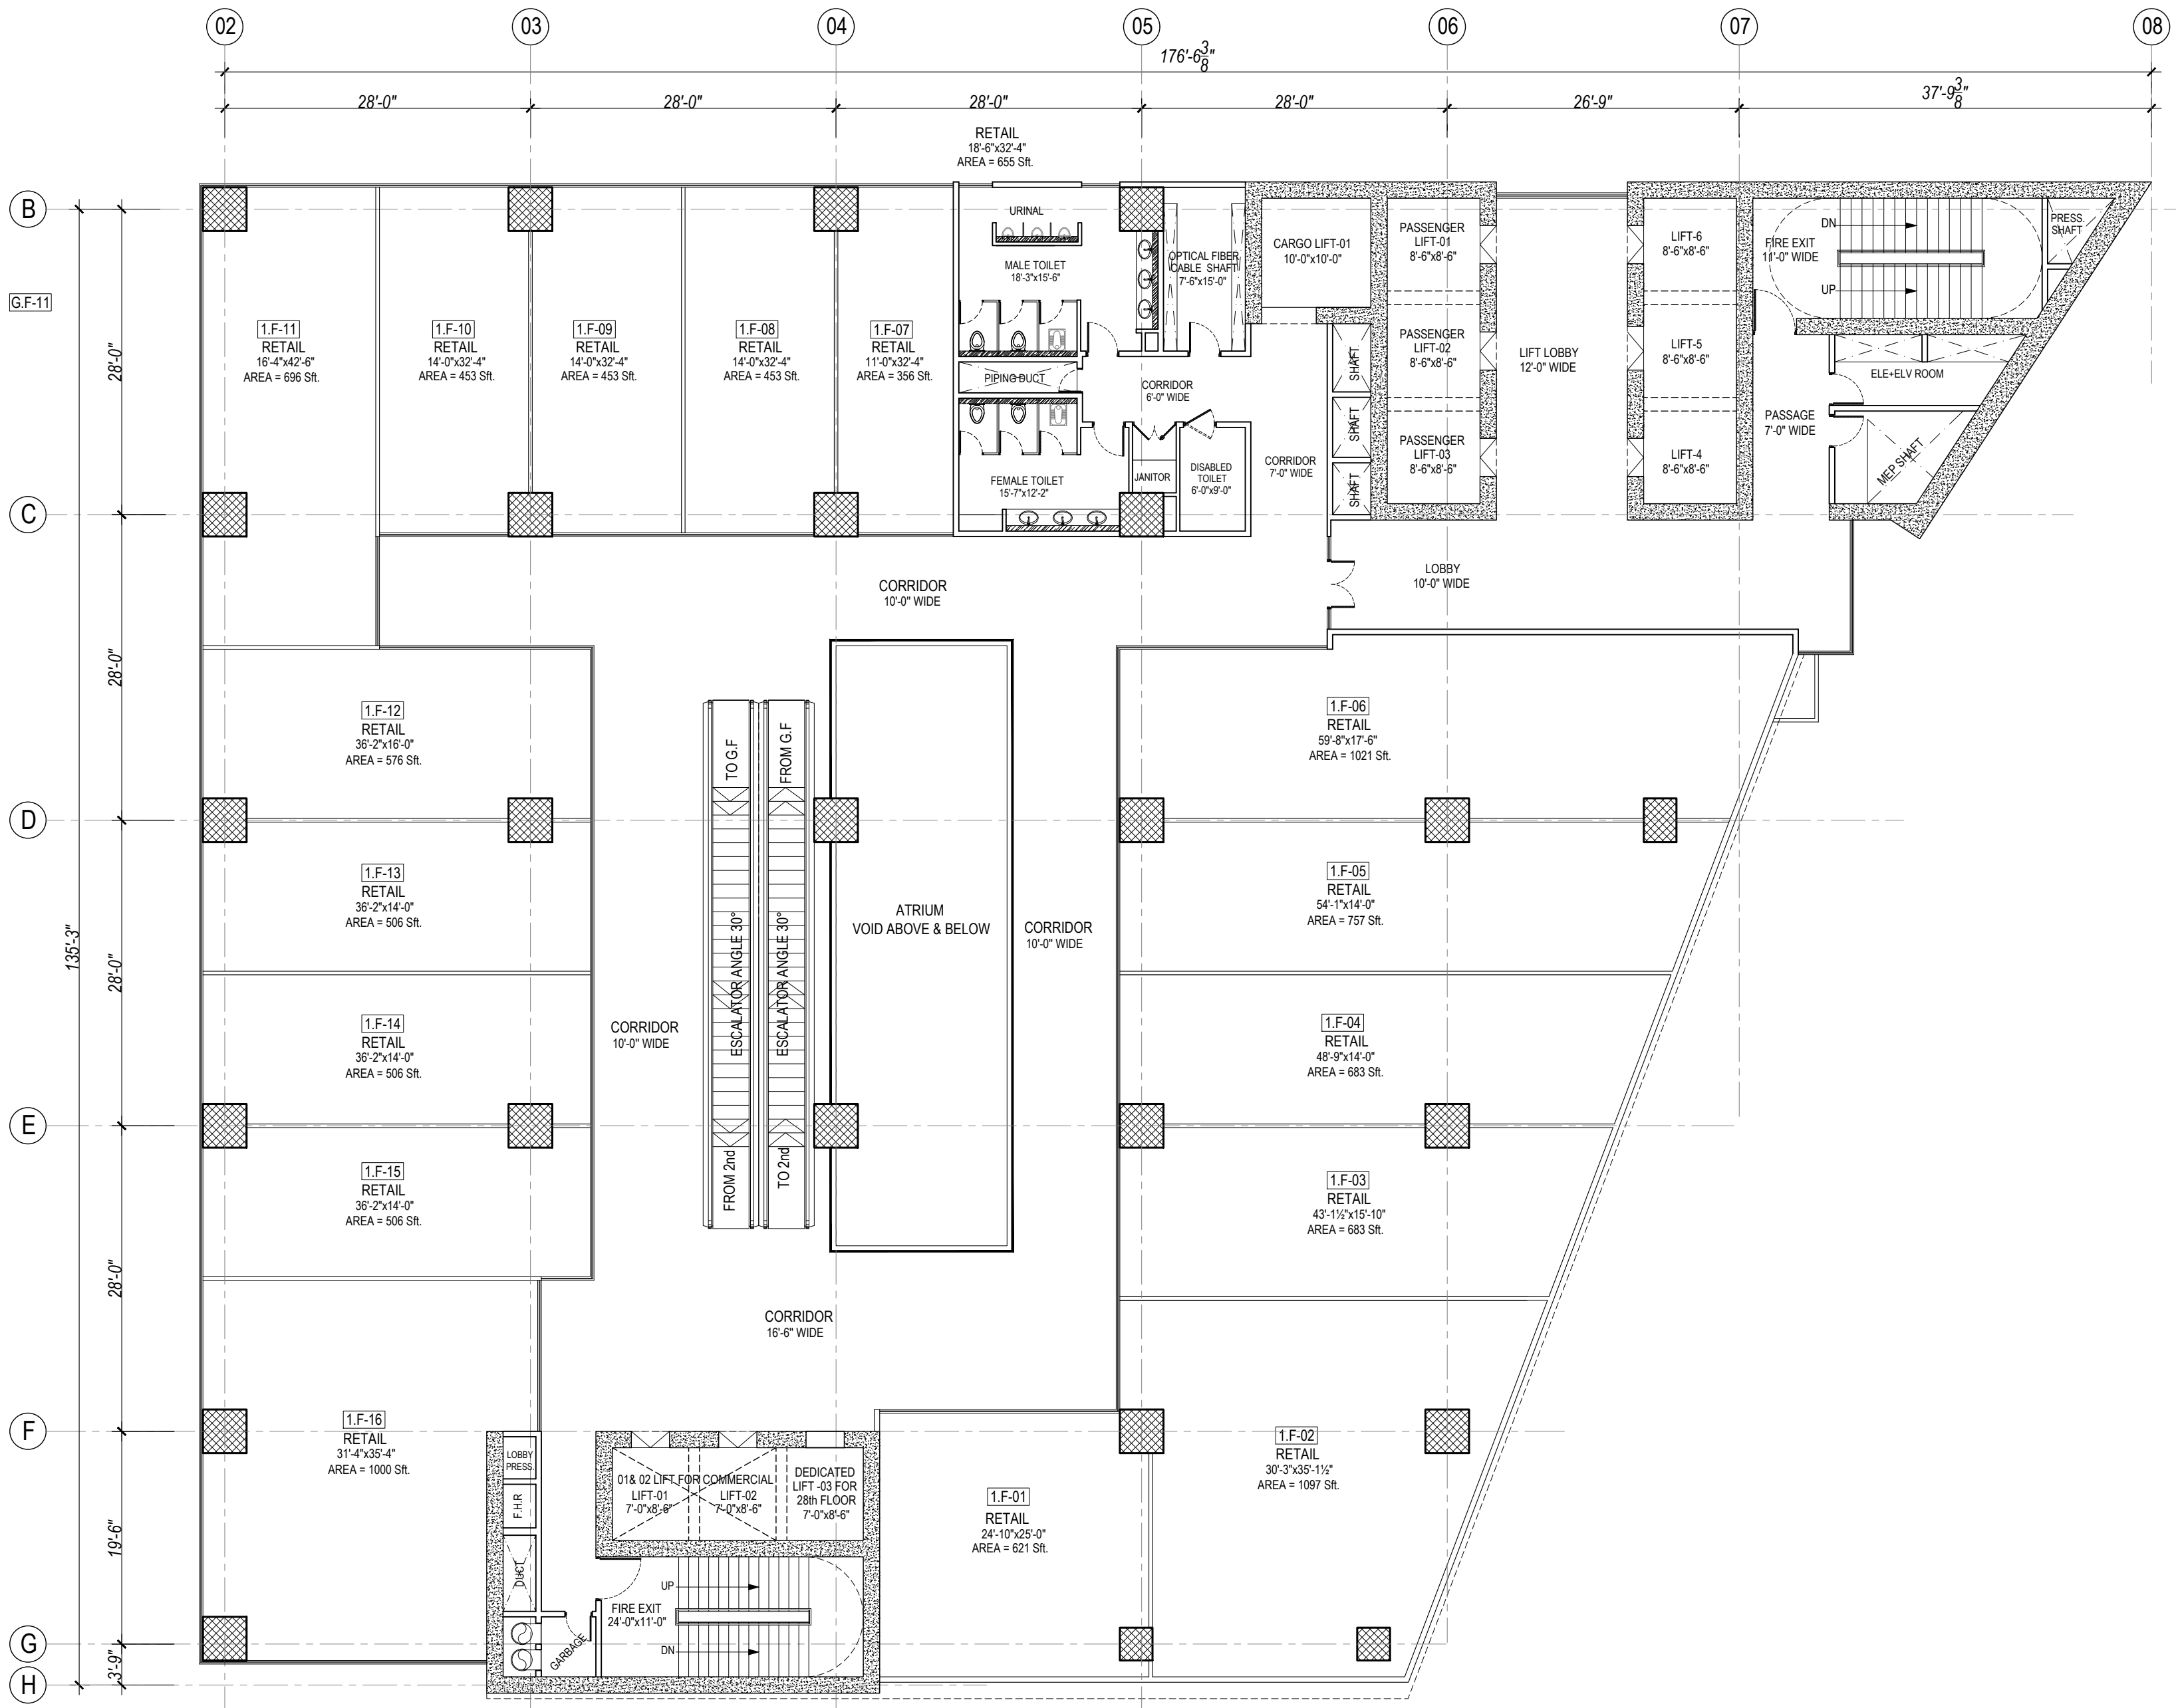 02
03
04
05
06
07
08
176'-6 3/8"
28'-0"
28'-0"
28'-0"
28'-0"
26'-9"
37'-9 3/8"
RETAIL
18'-6"x32'-4"
AREA = 655 Sft.
B
C
D
E
F
G
H
G.F-11
135'-3"
28'-0"
28'-0"
28'-0"
28'-0"
19'-6"
3'-9"
1.F-11
RETAIL
16'-4"x42'-6"
AREA = 696 Sft.
1.F-10
RETAIL
14'-0"x32'-4"
AREA = 453 Sft.
1.F-09
RETAIL
14'-0"x32'-4"
AREA = 453 Sft.
1.F-08
RETAIL
14'-0"x32'-4"
AREA = 453 Sft.
1.F-07
RETAIL
11'-0"x32'-4"
AREA = 356 Sft.
URINAL
MALE TOILET
18'-3"x15'-6"
PIPING DUCT
FEMALE TOILET
15'-7"x12'-2"
OPTICAL FIBER
CABLE SHAFT
7'-6"x15'-0"
CORRIDOR
6'-0" WIDE
JANITOR
DISABLED
TOILET
6'-0"x9'-0"
CORRIDOR
7'-0" WIDE
CARGO LIFT-01
10'-0"x10'-0"
SHAFT
SHAFT
SHAFT
PASSENGER
LIFT-01
8'-6"x8'-6"
PASSENGER
LIFT-02
8'-6"x8'-6"
PASSENGER
LIFT-03
8'-6"x8'-6"
LIFT LOBBY
12'-0" WIDE
LIFT-6
8'-6"x8'-6"
LIFT-5
8'-6"x8'-6"
LIFT-4
8'-6"x8'-6"
DN
FIRE EXIT
11'-0" WIDE
UP
PRESS.
SHAFT
ELE+ELV ROOM
PASSAGE
7'-0" WIDE
MEP SHAFT
CORRIDOR
10'-0" WIDE
LOBBY
10'-0" WIDE
1.F-12
RETAIL
36'-2"x16'-0"
AREA = 576 Sft.
1.F-13
RETAIL
36'-2"x14'-0"
AREA = 506 Sft.
1.F-14
RETAIL
36'-2"x14'-0"
AREA = 506 Sft.
1.F-15
RETAIL
36'-2"x14'-0"
AREA = 506 Sft.
CORRIDOR
10'-0" WIDE
TO G.F
FROM G.F
ESCALATOR ANGLE 30°
ESCALATOR ANGLE 30°
FROM 2nd
TO 2nd
ATRIUM
VOID ABOVE & BELOW
CORRIDOR
10'-0" WIDE
1.F-06
RETAIL
59'-8"x17'-6"
AREA = 1021 Sft.
1.F-05
RETAIL
54'-1"x14'-0"
AREA = 757 Sft.
1.F-04
RETAIL
48'-9"x14'-0"
AREA = 683 Sft.
1.F-03
RETAIL
43'-1½"x15'-10"
AREA = 683 Sft.
CORRIDOR
16'-6" WIDE
1.F-16
RETAIL
31'-4"x35'-4"
AREA = 1000 Sft.
LOBBY
PRESS.
F.H.R
DUCT
GARBAGE
01& 02 LIFT FOR COMMERCIAL
LIFT-01
7'-0"x8'-6"
LIFT-02
7'-0"x8'-6"
DEDICATED
LIFT -03 FOR
28th FLOOR
7'-0"x8'-6"
UP
FIRE EXIT
24'-0"x11'-0"
DN
1.F-01
RETAIL
24'-10"x25'-0"
AREA = 621 Sft.
1.F-02
RETAIL
30'-3"x35'-1½"
AREA = 1097 Sft.